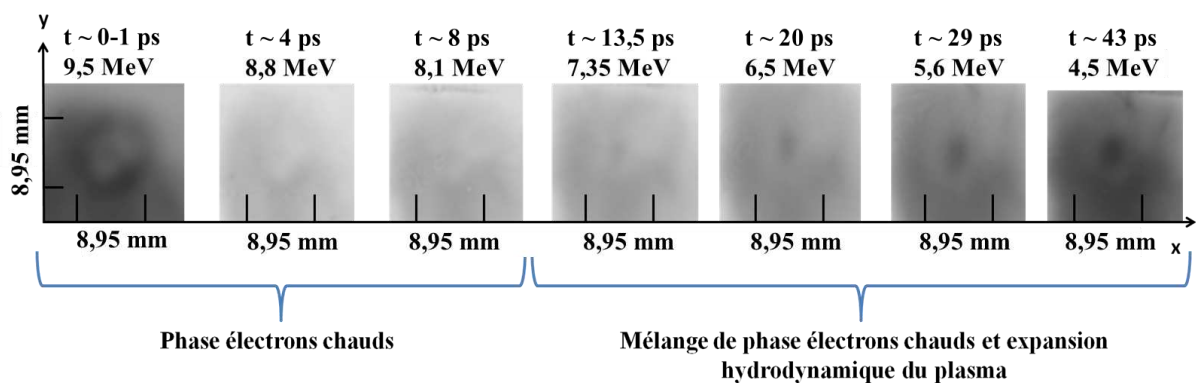 y
t ~ 0-1 ps t ~ 4 ps t ~ 8 ps t ~ 13,5 ps t ~ 20 ps t ~ 29 ps t ~ 43 ps
9,5 MeV 8,8 MeV 8,1 MeV 7,35 MeV 6,5 MeV 5,6 MeV 4,5 MeV
8,95 mm
8,95 mm 8,95 mm 8,95 mm 8,95 mm 8,95 mm 8,95 mm 8,95 mm x
Phase électrons chauds
Mélange de phase électrons chauds et expansion
hydrodynamique du plasma